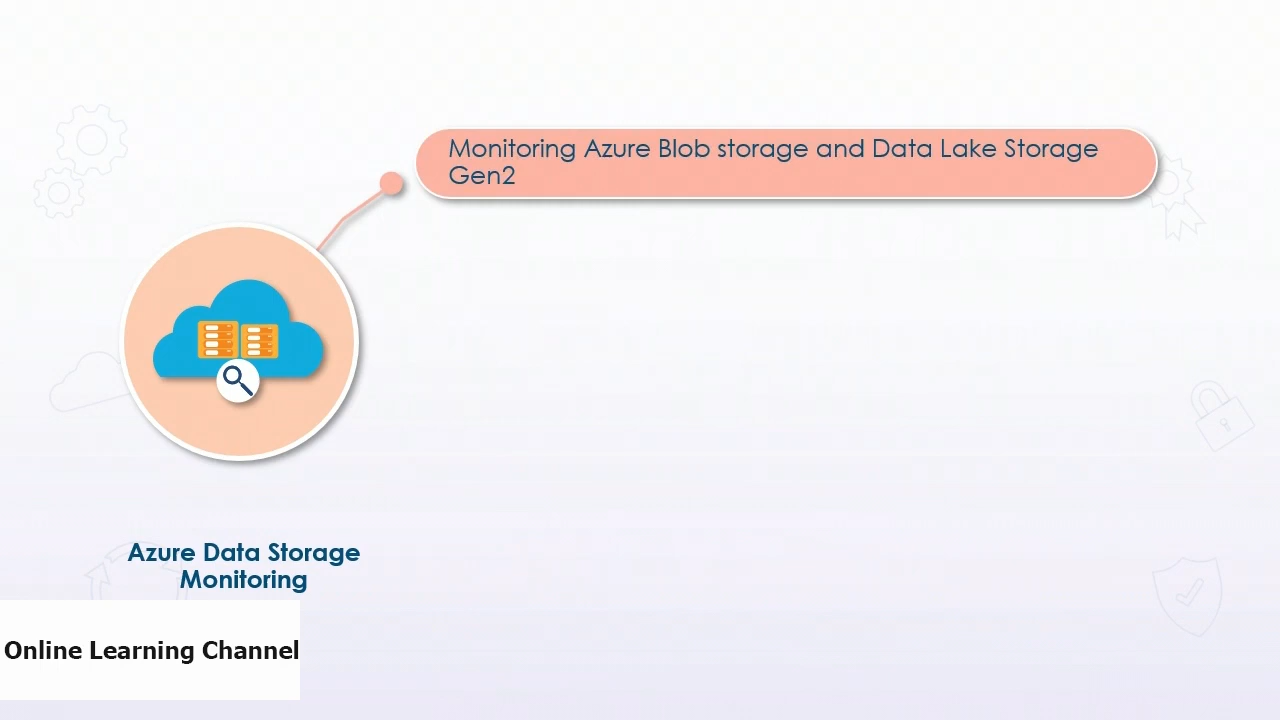 Monitoring Azure Blob storage and Data Lake Storage
Gen2
Azure Data Storage
Monitoring
Online Learning Channel